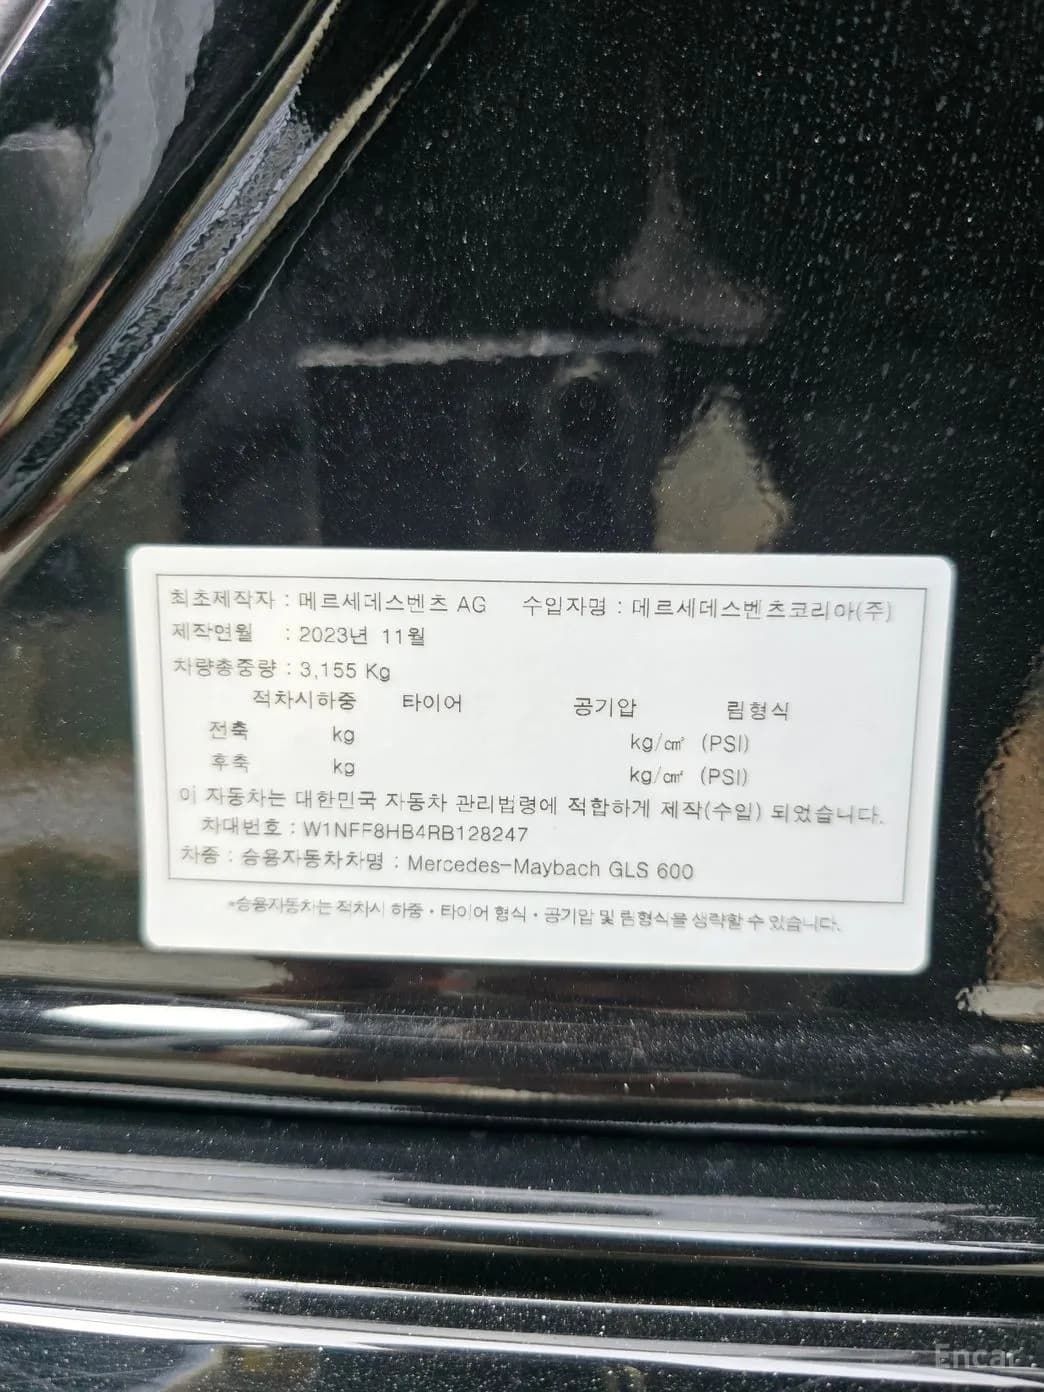 최초제작자 : 메르세데스벤츠 AG 수입자명 : 메르세데스벤츠코리아(주)
제작연월 : 2023년 11월
차량총중량 : 3,155 Kg
적차시하중 타이어 공기압 림형식
전축 kg kg/㎠ (PSI)
후축 kg kg/㎠ (PSI)
이 자동차는 대한민국 자동차 관리법령에 적합하게 제작(수입) 되었습니다.
차대번호 : W1NFF8HB4RB128247
차종 : 승용자동차차명 : Mercedes-Maybach GLS 600
*승용자동차는 적차시 하중・타이어 형식・공기압 및 림형식을 생략할 수 있습니다.
Encar